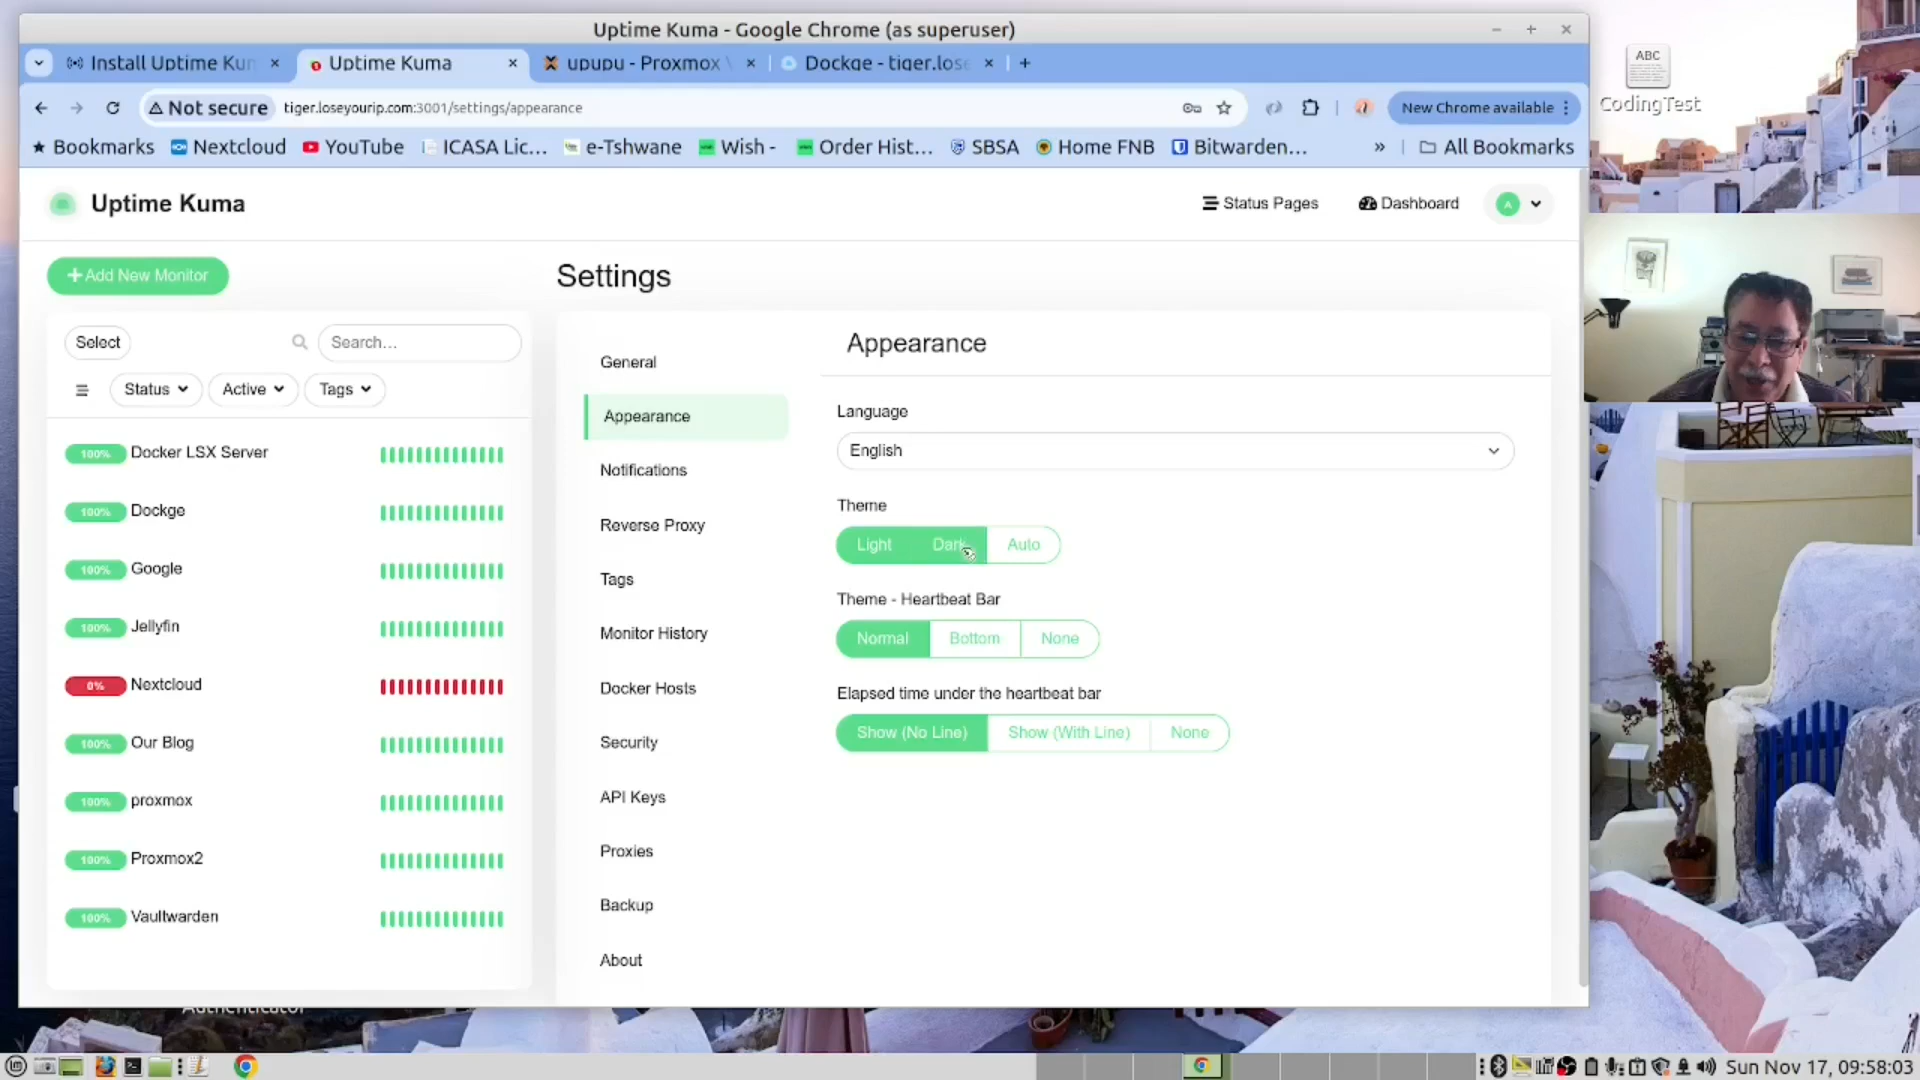 Uptime Kuma - Google Chrome (as superuser)
Install Uptime Kum
Uptime Kuma
upupu - Proxmox
Dockge - tiger.lose
Not secure
tiger.loseyourip.com:3001/settings/appearance
New Chrome available
Bookmarks
Nextcloud
YouTube
ICASA Lic...
e-Tshwane
Wish -
Order Hist...
SBSA
Home FNB
Bitwarden...
»
All Bookmarks
ABC
CodingTest
Uptime Kuma
Status Pages
Dashboard
A
+ Add New Monitor
Settings
Select
Search...
Status
Active
Tags
100% Docker LSX Server
100% Dockge
100% Google
100% Jellyfin
0% Nextcloud
100% Our Blog
100% proxmox
100% Proxmox2
100% Vaultwarden
General
Appearance
Notifications
Reverse Proxy
Tags
Monitor History
Docker Hosts
Security
API Keys
Proxies
Backup
About
Appearance
Language
English
Theme
Light
Dark
Auto
Theme - Heartbeat Bar
Normal
Bottom
None
Elapsed time under the heartbeat bar
Show (No Line)
Show (With Line)
None
Authenticator
Sun Nov 17, 09:58:03